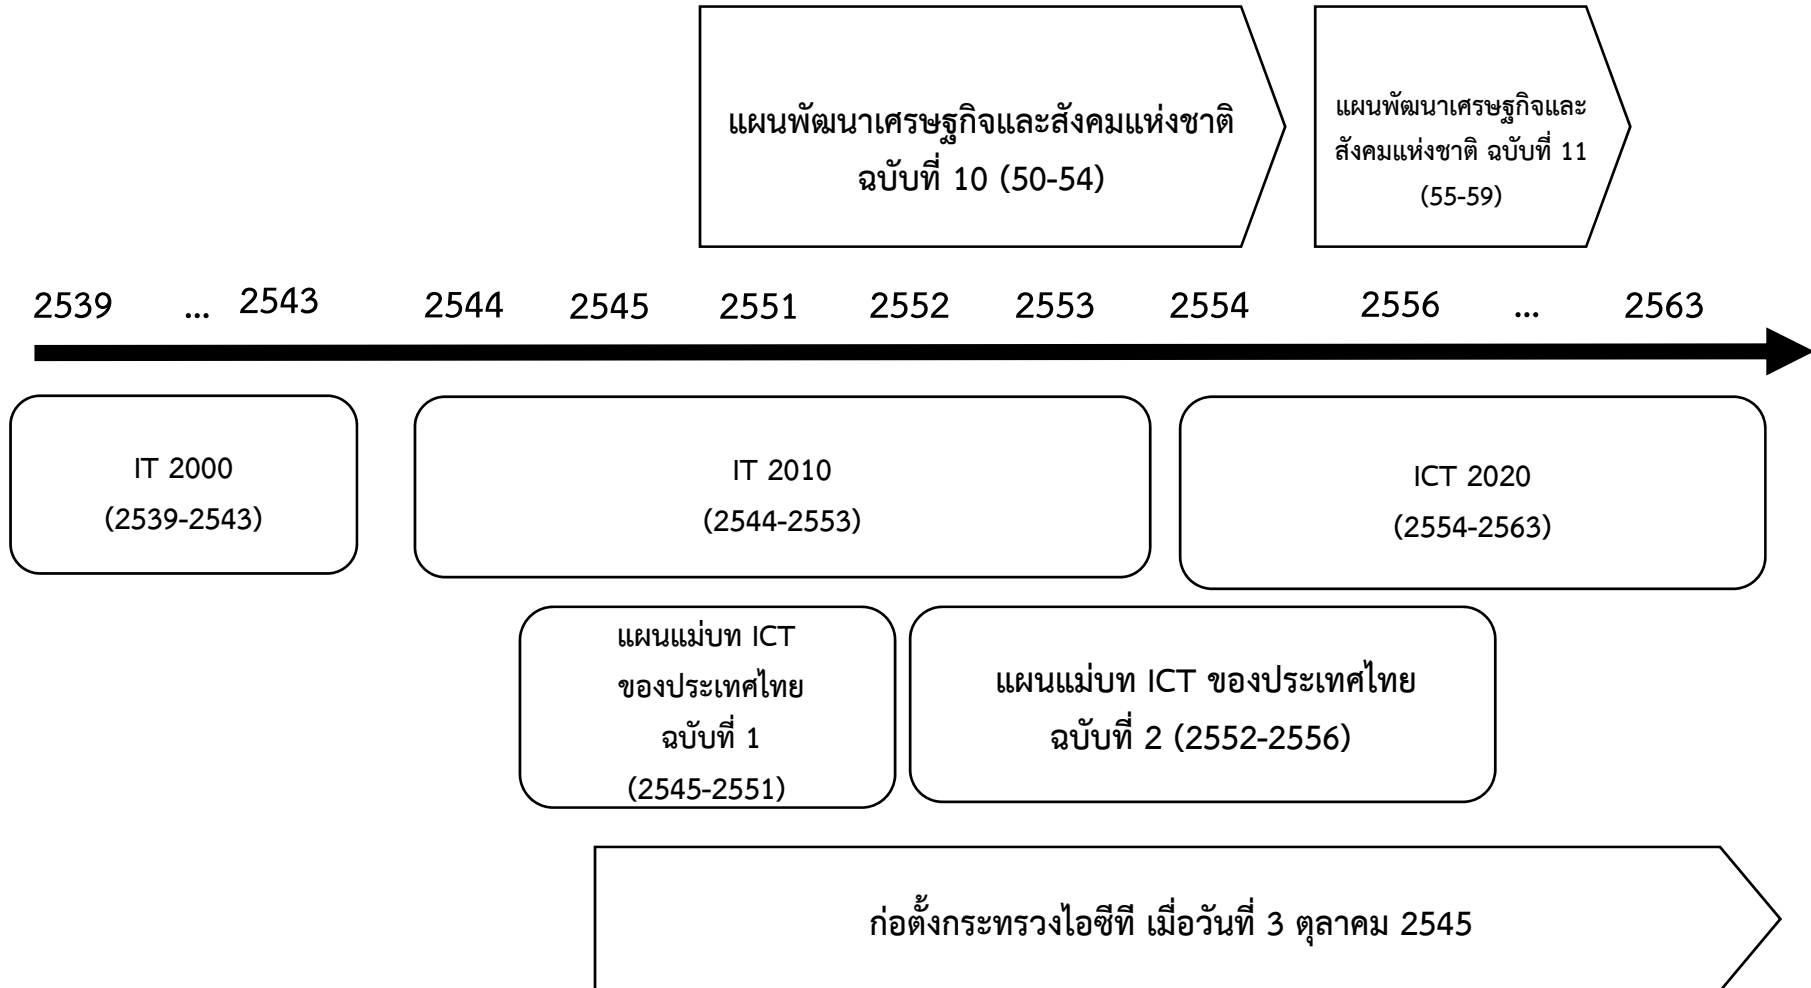 แผนพัฒนาเศรษฐกิจและสังคมแห่งชาติ
ฉบับที่ 10 (50-54)
แผนพัฒนาเศรษฐกิจและ
สังคมแห่งชาติ ฉบับที่ 11
(55-59)
2539 ... 2543 2544 2545 2551 2552 2553 2554 2556 ... 2563
IT 2000
(2539-2543)
IT 2010
(2544-2553)
ICT 2020
(2554-2563)
แผนแม่บท ICT
ของประเทศไทย
ฉบับที่ 1
(2545-2551)
แผนแม่บท ICT ของประเทศไทย
ฉบับที่ 2 (2552-2556)
ก่อตั้งกระทรวงไอซีที เมื่อวันที่ 3 ตุลาคม 2545